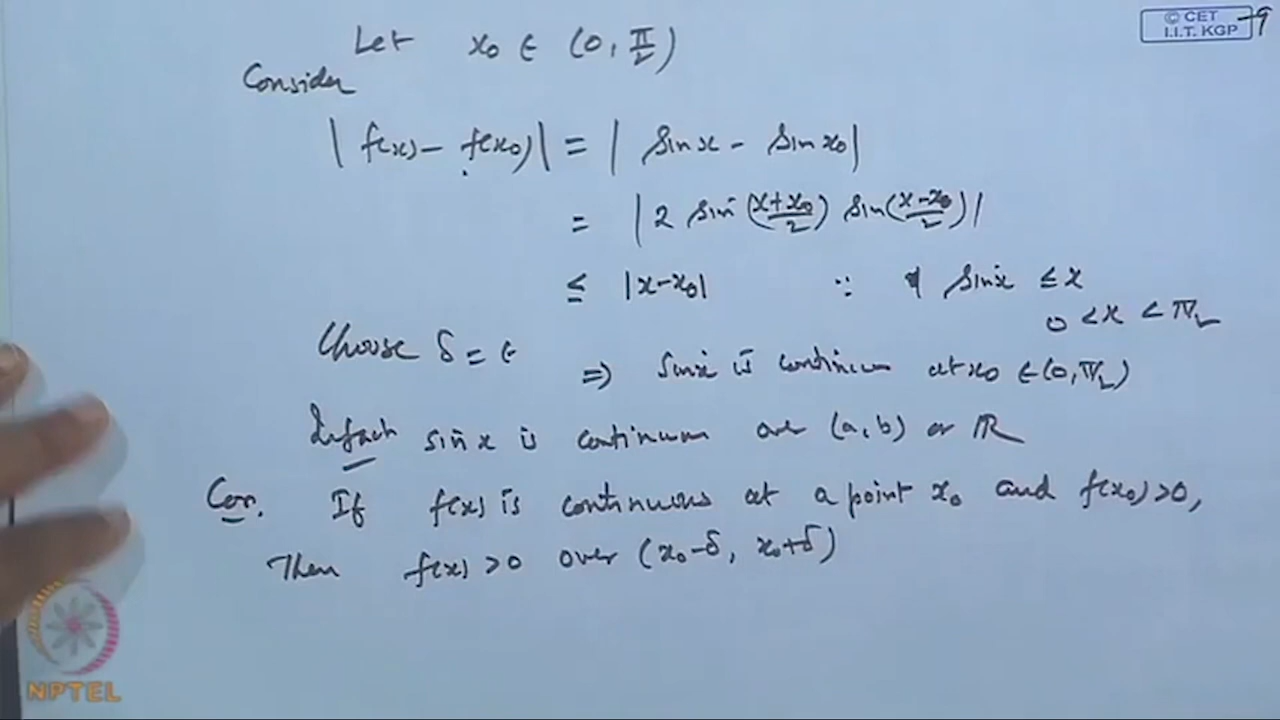 © CET
I.I.T. KGP
9
Let x₀ ∈ (0, π/2)
Consider
|f(x) - f(x₀)| = | sin x - sin x₀|
= |2 sin (x+x₀/2) sin(x-x₀/2)|
≤ |x-x₀| ∵ sin x ≤ x
0 < x < π/2
Choose δ = ε
⇒ sin x is continuous at x₀ ∈ (0, π/2)
Infact sin x is continuous over (a, b) or ℝ
Cor. If f(x) is continuous at a point x₀ and f(x₀) > 0,
Then f(x) > 0 over (x₀-δ, x₀+δ)
NPTEL